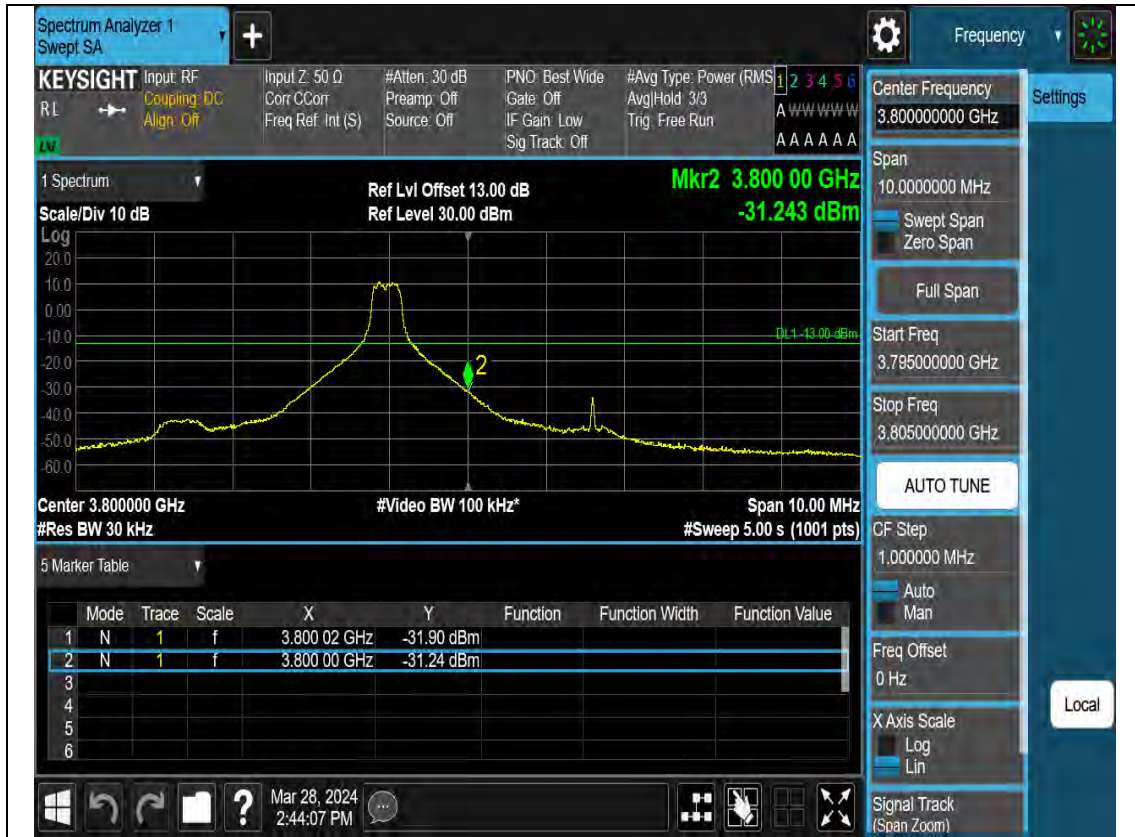 Spectrum Analyzer 1
Swept SA
Frequency
KEYSIGHT
RL
Input: RF
Coupling: DC
Align: Off
Input Z: 50 Ω
Corr CCorr
Freq Ref: Int (S)
#Atten: 30 dB
Preamp: Off
Source: Off
PNO: Best Wide
Gate: Off
IF Gain: Low
Sig Track: Off
#Avg Type: Power (RMS
Avg|Hold: 3/3
Trig: Free Run
1 2 3 4 5 6
A W W W W W
A A A A A A
1 Spectrum
Scale/Div 10 dB
Ref Lvl Offset 13.00 dB
Ref Level 30.00 dBm
Mkr2 3.800 00 GHz
-31.243 dBm
Log
20.0
10.0
0.00
-10.0
-20.0
-30.0
-40.0
-50.0
-60.0
DL1 -13.00 dBm
2
Center 3.800000 GHz
#Res BW 30 kHz
#Video BW 100 kHz*
Span 10.00 MHz
#Sweep 5.00 s (1001 pts)
5 Marker Table
Mode Trace Scale X Y Function Function Width Function Value
1 N 1 f 3.800 02 GHz -31.90 dBm
2 N 1 f 3.800 00 GHz -31.24 dBm
3
4
5
6
Mar 28, 2024
2:44:07 PM
Center Frequency
3.800000000 GHz
Settings
Span
10.0000000 MHz
Swept Span
Zero Span
Full Span
Start Freq
3.795000000 GHz
Stop Freq
3.805000000 GHz
AUTO TUNE
CF Step
1.000000 MHz
Auto
Man
Freq Offset
0 Hz
Local
X Axis Scale
Log
Lin
Signal Track
(Span Zoom)